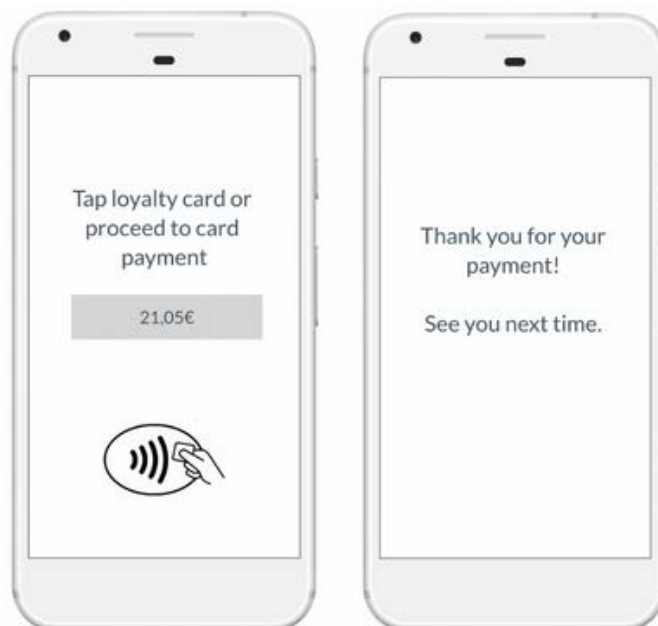 Tap loyalty card or
proceed to card
payment
21,05€
Thank you for your
payment!
See you next time.